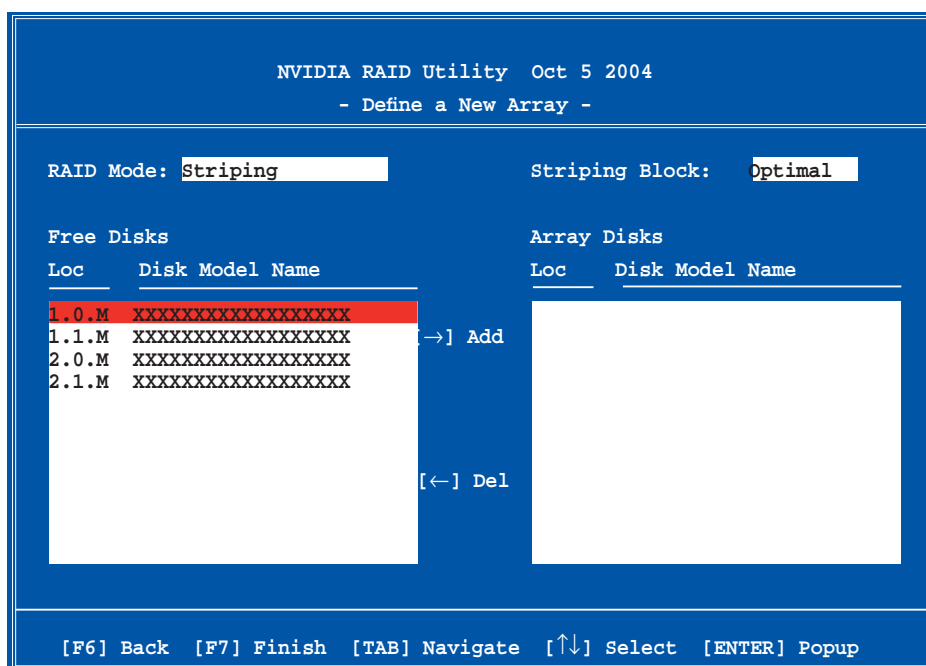 NVIDIA RAID Utility Oct 5 2004
- Define a New Array -
RAID Mode: Striping Striping Block: Optimal
Free Disks Array Disks
Loc Disk Model Name Loc Disk Model Name
1.0.M XXXXXXXXXXXXXXXXXX
1.1.M XXXXXXXXXXXXXXXXXX [→] Add
2.0.M XXXXXXXXXXXXXXXXXX
2.1.M XXXXXXXXXXXXXXXXXX
[←] Del
[F6] Back [F7] Finish [TAB] Navigate [↑↓] Select [ENTER] Popup